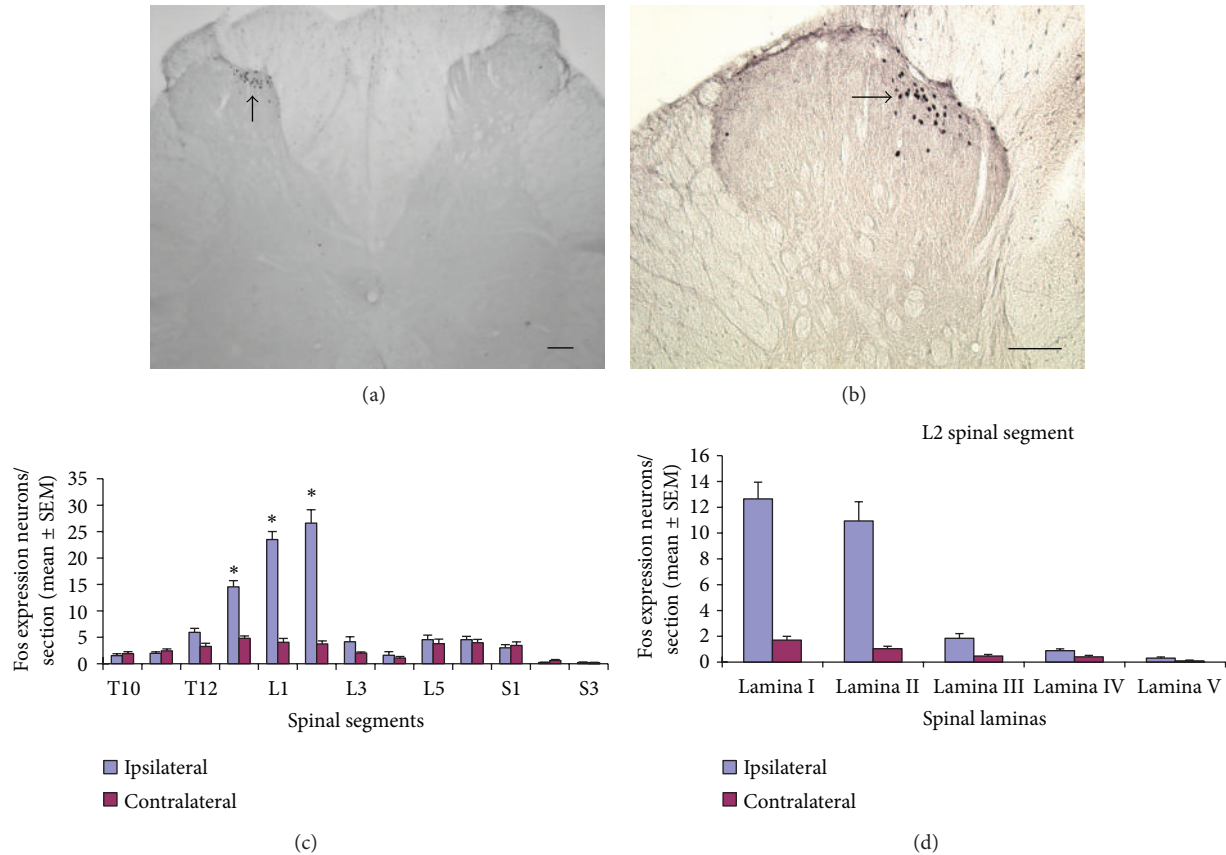 (a)
(b)
Fos expression neurons/
section (mean ± SEM)
35
30
25
20
15
10
5
0
*
*
*
T10
T12
L1
L3
L5
S1
S3
Spinal segments
Ipsilateral
Contralateral
(c)
L2 spinal segment
Fos expression neurons/
section (mean ± SEM)
16
14
12
10
8
6
4
2
0
Lamina I
Lamina II
Lamina III
Lamina IV
Lamina V
Spinal laminas
Ipsilateral
Contralateral
(d)